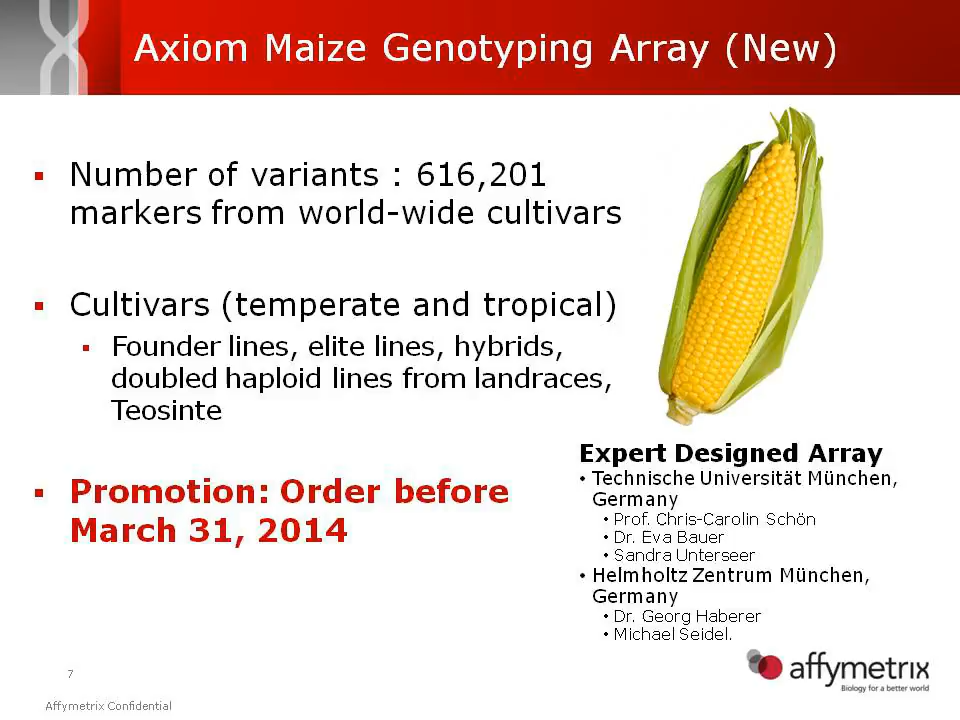 Axiom Maize Genotyping Array (New)
▪ Number of variants : 616,201
markers from world-wide cultivars
▪ Cultivars (temperate and tropical)
▪ Founder lines, elite lines, hybrids,
doubled haploid lines from landraces,
Teosinte
▪ Promotion: Order before
March 31, 2014
Expert Designed Array
• Technische Universität München,
Germany
• Prof. Chris-Carolin Schön
• Dr. Eva Bauer
• Sandra Unterseer
• Helmholtz Zentrum München,
Germany
• Dr. Georg Haberer
• Michael Seidel.
7
affymetrix
Biology for a better world
Affymetrix Confidential